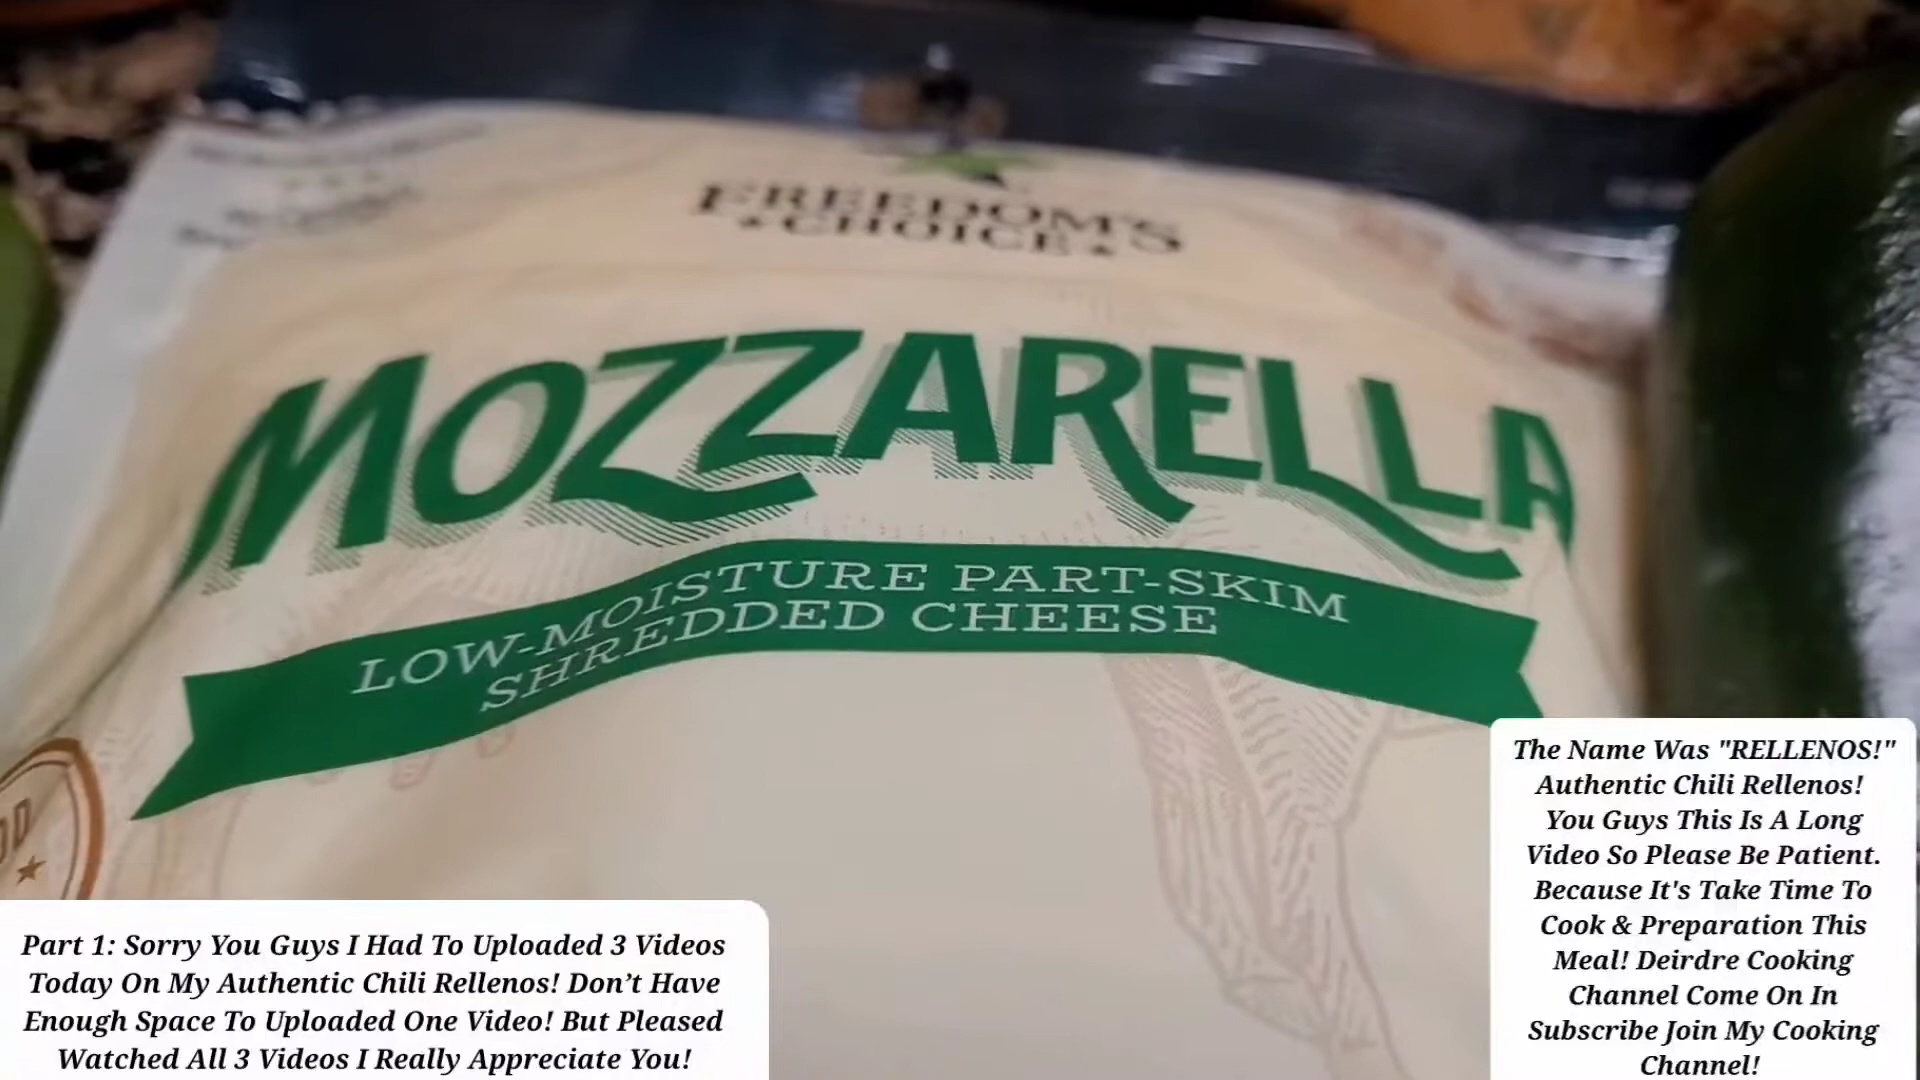 FREEDOM'S
CHOICE
MOZZARELLA
LOW-MOISTURE PART-SKIM
SHREDDED CHEESE
The Name Was "RELLENOS!"
Authentic Chili Rellenos!
You Guys This Is A Long
Video So Please Be Patient.
Because It's Take Time To
Cook & Preparation This
Meal! Deirdre Cooking
Channel Come On In
Subscribe Join My Cooking
Channel!
Part 1: Sorry You Guys I Had To Uploaded 3 Videos
Today On My Authentic Chili Rellenos! Don’t Have
Enough Space To Uploaded One Video! But Pleased
Watched All 3 Videos I Really Appreciate You!